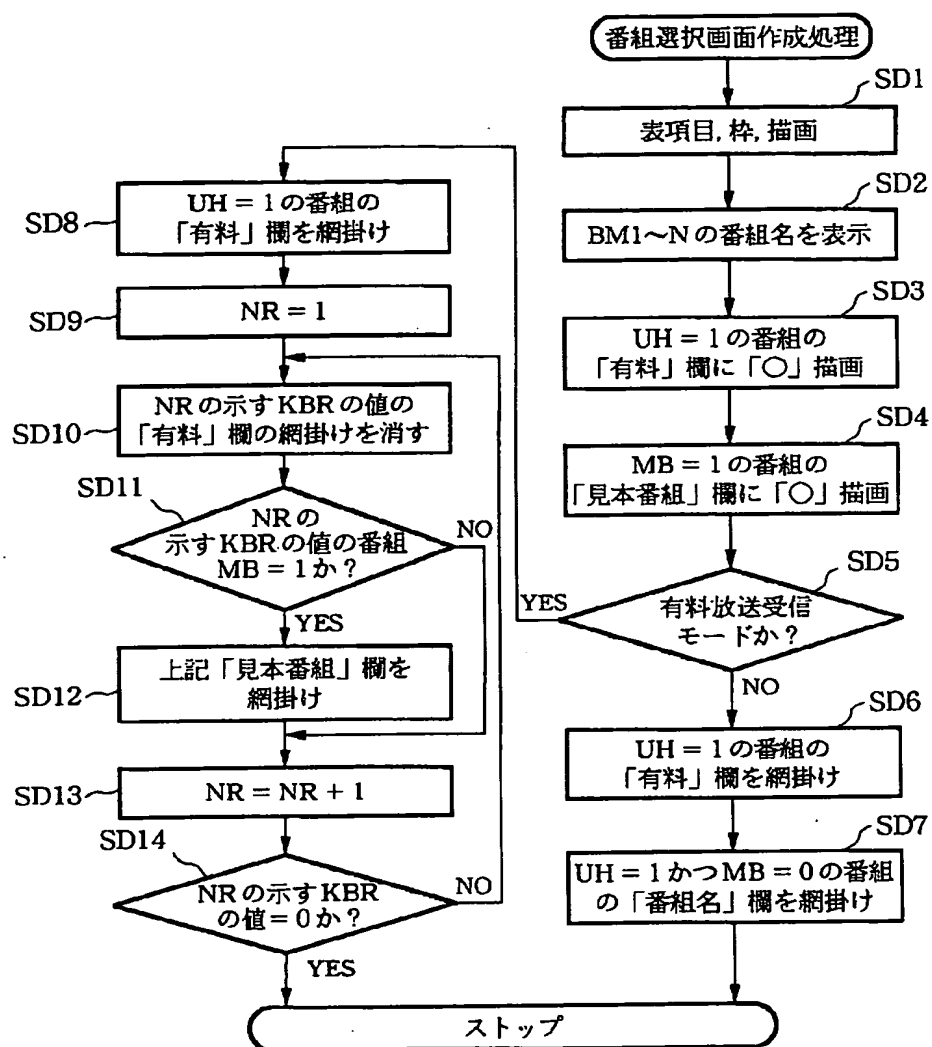 番組選択画面作成処理
SD1
表項目, 枠, 描画
SD2
BM1～Nの番組名を表示
SD3
UH＝1の番組の
「有料」欄に「○」描画
SD4
MB＝1の番組の
「見本番組」欄に「○」描画
SD5
有料放送受信
モードか？
YES
NO
SD6
UH＝1の番組の
「有料」欄を網掛け
SD7
UH＝1かつMB＝0の番組
の「番組名」欄を網掛け
SD8
UH＝1の番組の
「有料」欄を網掛け
SD9
NR＝1
SD10
NRの示すKBRの値の
「有料」欄の網掛けを消す
SD11
NRの
示すKBRの値の番組
MB＝1か？
NO
YES
SD12
上記「見本番組」欄を
網掛け
SD13
NR＝NR＋1
SD14
NRの示すKBR
の値＝0か？
NO
YES
ストップ